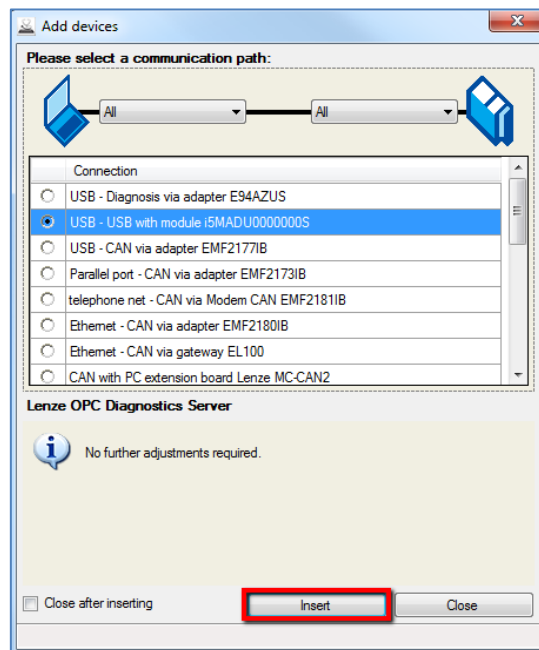 Add devices
Please select a communication path:
All All
Connection
USB - Diagnosis via adapter E94AZUS
USB - USB with module i5MADU0000000S
USB - CAN via adapter EMF2177IB
Parallel port - CAN via adapter EMF2173IB
telephone net - CAN via Modem CAN EMF2181IB
Ethernet - CAN via adapter EMF2180IB
Ethernet - CAN via gateway EL100
CAN with PC extension board Lenze MC-CAN2
Lenze OPC Diagnostics Server
No further adjustments required.
Close after inserting Insert Close